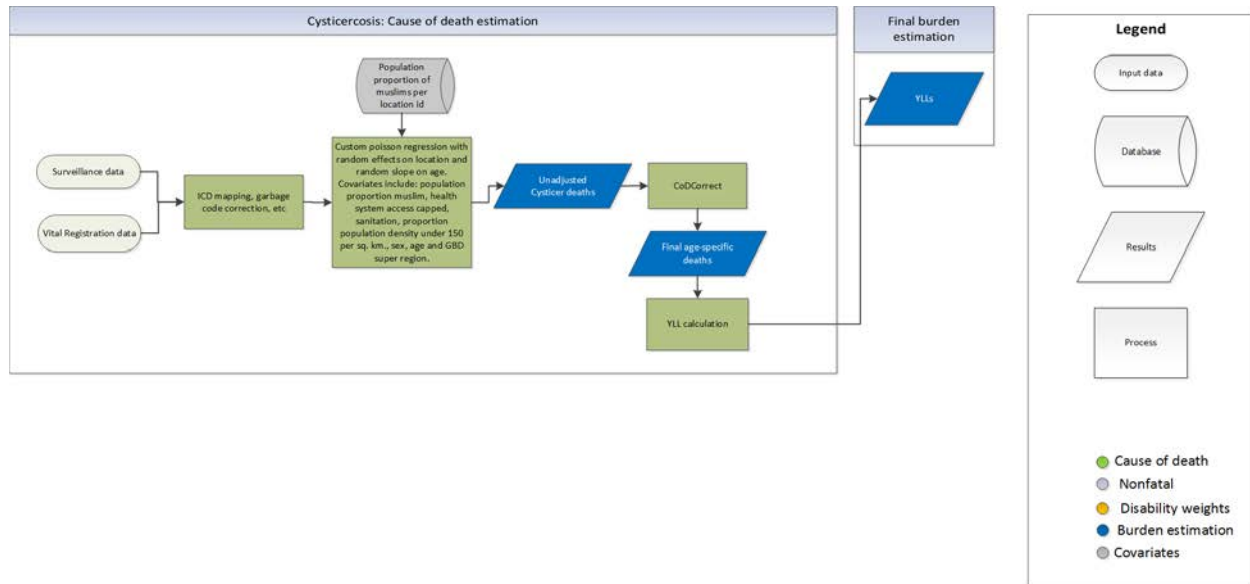 Cysticercosis: Cause of death estimation
Final burden
estimation
Legend
Population
proportion of
muslims per
location id
Input data
YLLs
Database
Custom poisson regression with
random effects on location and
random slope on age.
Covariates include: population
proportion muslim, health
system access capped,
sanitation, proportion
population density under 150
per sq. km., sex, age and GBD
super region.
Surveillance data
Vital Registration data
ICD mapping, garbage
code correction, etc
Unadjusted
Cysticer deaths
CoDCorrect
Final age-specific
deaths
YLL calculation
Results
Process
Cause of death
Nonfatal
Disability weights
Burden estimation
Covariates